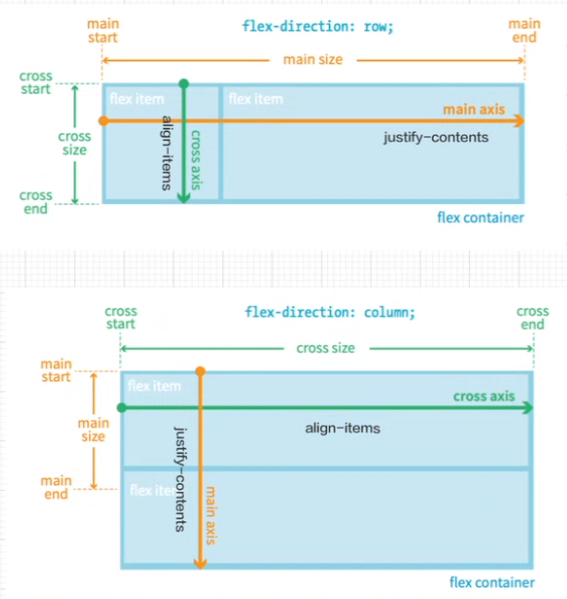 main
start
flex-direction: row;
main
end
main size
cross
start
flex item
flex item
main axis
cross
size
align-items
cross axis
justify-contents
cross
end
flex container
cross
start
flex-direction: column;
cross
end
cross size
main
start
flex item
cross axis
main
size
align-items
justify-contents
main
end
flex item
main axis
flex container